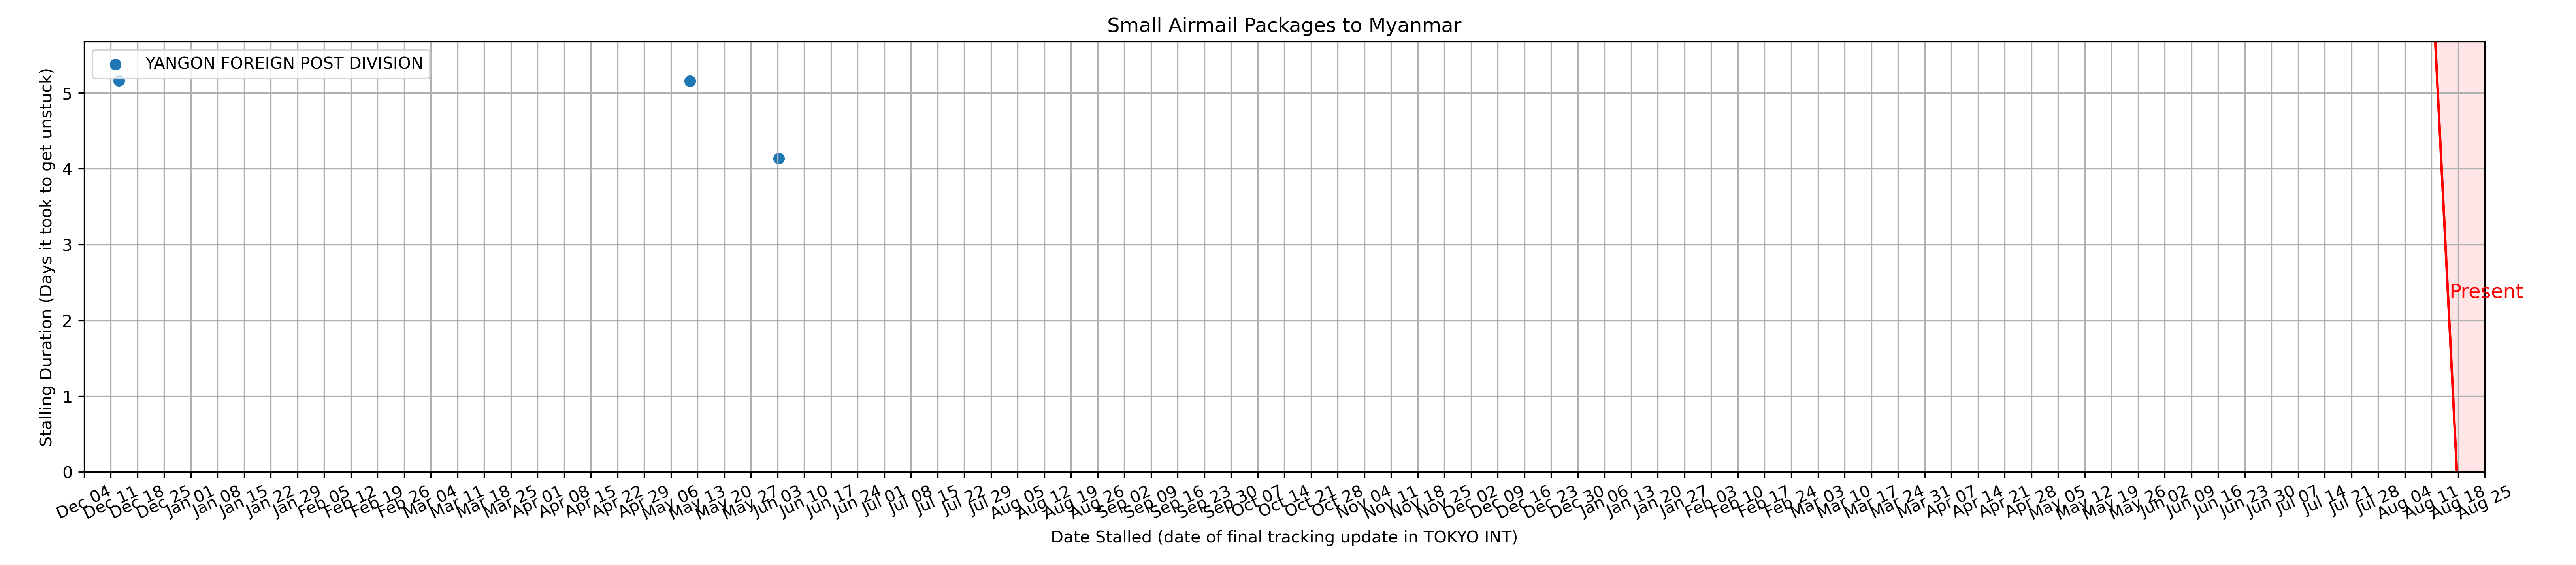 Small Airmail Packages to Myanmar
YANGON FOREIGN POST DIVISION
Stalling Duration (Days it took to get unstuck)
5
4
3
2
1
0
Present
Dec 04 Dec 11 Dec 18 Dec 25 Jan 01 Jan 08 Jan 15 Jan 22 Jan 29 Feb 05 Feb 12 Feb 19 Feb 26 Mar 04 Mar 11 Mar 18 Mar 25 Apr 01 Apr 08 Apr 15 Apr 22 Apr 29 May 06 May 13 May 20 May 27 Jun 03 Jun 10 Jun 17 Jun 24 Jul 01 Jul 08 Jul 15 Jul 22 Jul 29 Aug 05 Aug 12 Aug 19 Aug 26 Sep 02 Sep 09 Sep 16 Sep 23 Sep 30 Oct 07 Oct 14 Oct 21 Oct 28 Nov 04 Nov 11 Nov 18 Nov 25 Dec 02 Dec 09 Dec 16 Dec 23 Dec 30 Jan 06 Jan 13 Jan 20 Jan 27 Feb 03 Feb 10 Feb 17 Feb 24 Mar 03 Mar 10 Mar 17 Mar 24 Mar 31 Apr 07 Apr 14 Apr 21 Apr 28 May 05 May 12 May 19 May 26 Jun 02 Jun 09 Jun 16 Jun 23 Jun 30 Jul 07 Jul 14 Jul 21 Jul 28 Aug 04 Aug 11 Aug 18 Aug 25
Date Stalled (date of final tracking update in TOKYO INT)